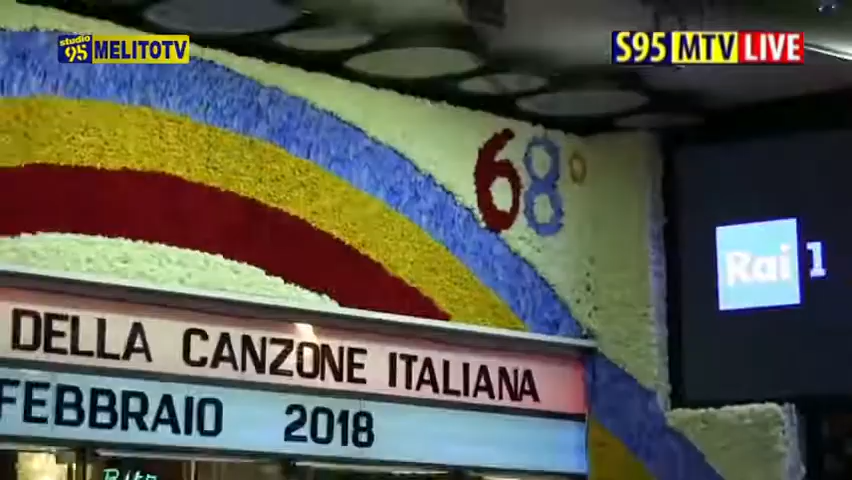 studio 95 MELITOTV
S95 MTV LIVE
68°
Rai 1
DELLA CANZONE ITALIANA
FEBBRAIO 2018